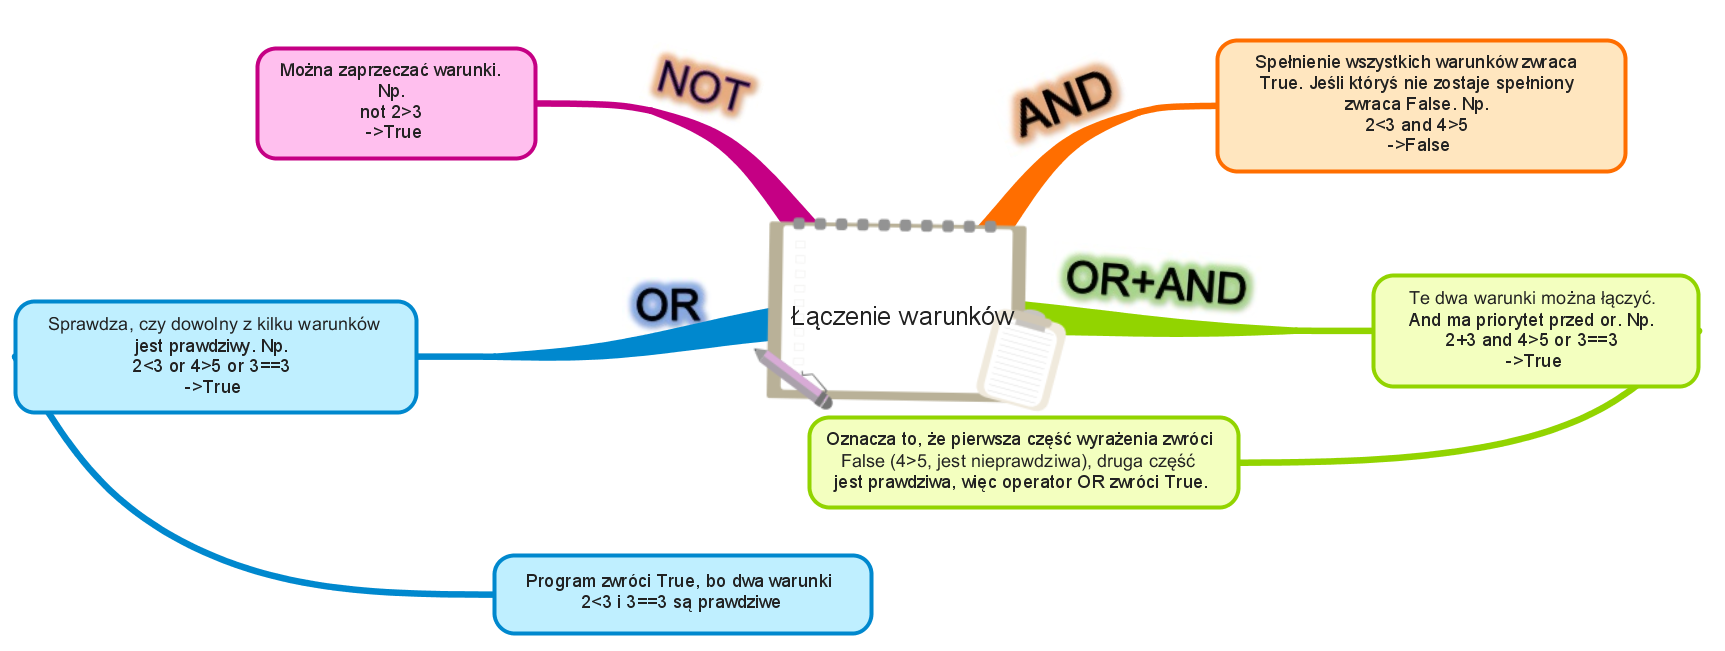 Łączenie warunków
NOT
Można zaprzeczać warunki.
Np.
not 2>3
->True
AND
Spełnienie wszystkich warunków zwraca
True. Jeśli któryś nie zostaje spełniony
zwraca False. Np.
2<3 and 4>5
->False
OR
Sprawdza, czy dowolny z kilku warunków
jest prawdziwy. Np.
2<3 or 4>5 or 3==3
->True
Program zwróci True, bo dwa warunki
2<3 i 3==3 są prawdziwe
OR+AND
Te dwa warunki można łączyć.
And ma priorytet przed or. Np.
2+3 and 4>5 or 3==3
->True
Oznacza to, że pierwsza część wyrażenia zwróci
False (4>5, jest nieprawdziwa), druga część
jest prawdziwa, więc operator OR zwróci True.